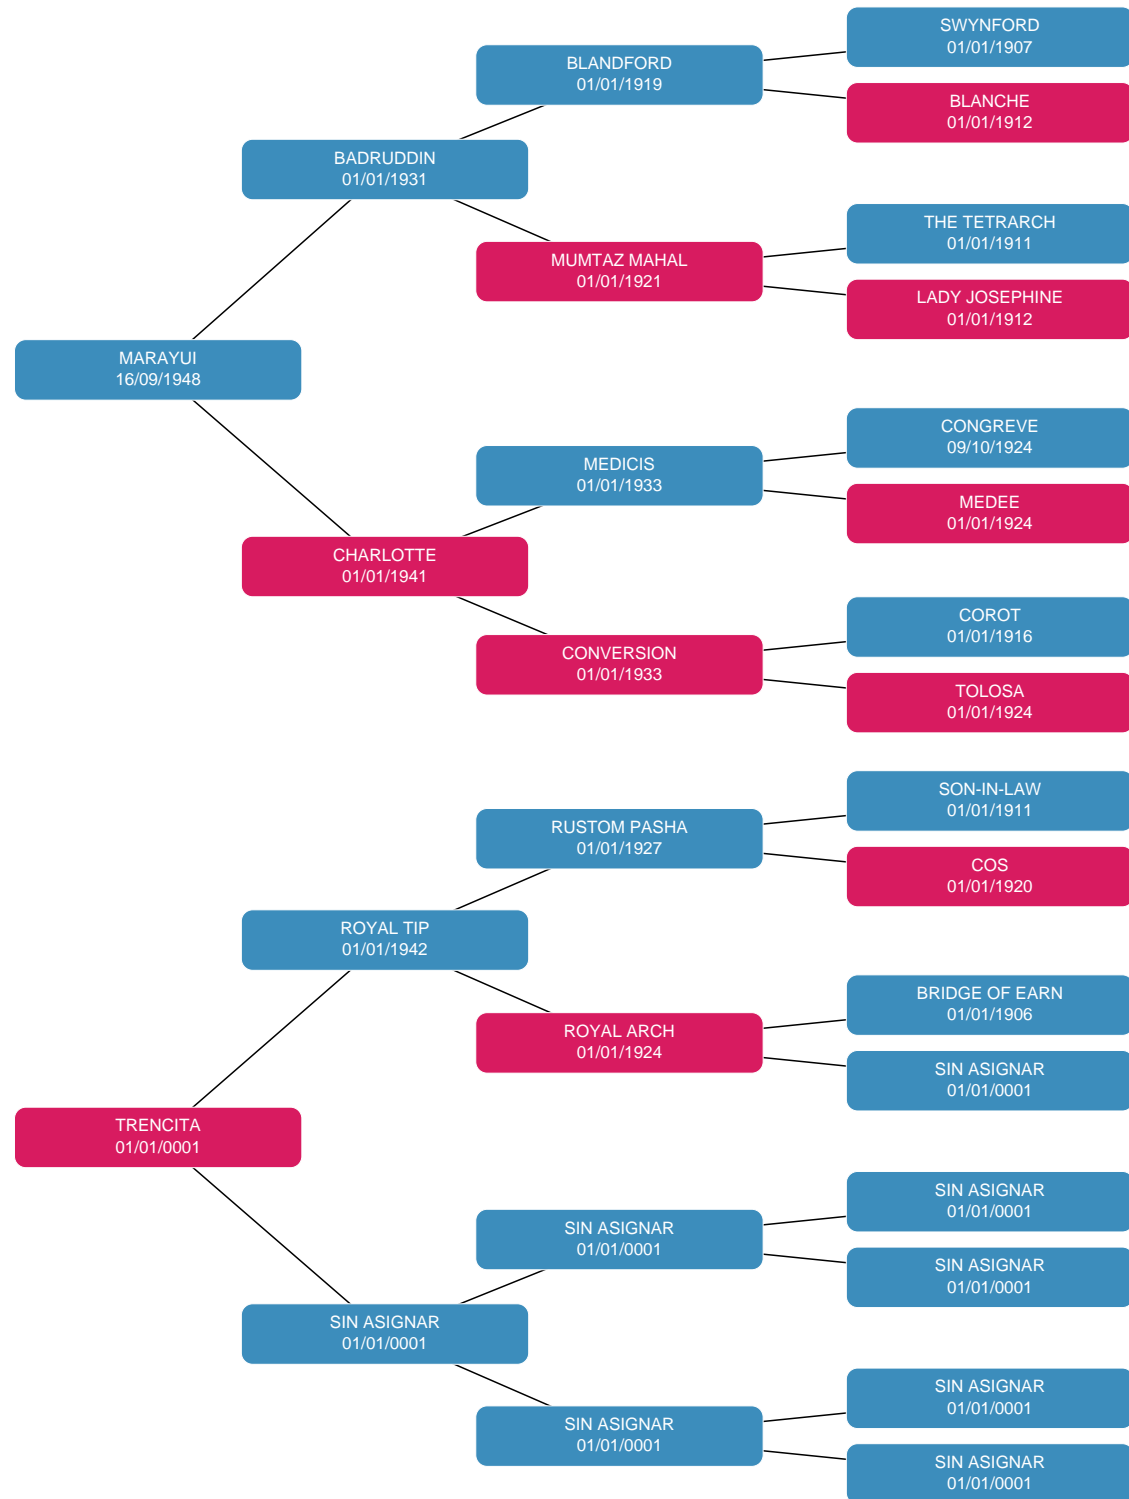 SWYNFORD
01/01/1907
BLANDFORD
01/01/1919
BLANCHE
01/01/1912
BADRUDDIN
01/01/1931
THE TETRARCH
01/01/1911
MUMTAZ MAHAL
01/01/1921
LADY JOSEPHINE
01/01/1912
MARAYUI
16/09/1948
CONGREVE
09/10/1924
MEDICIS
01/01/1933
MEDEE
01/01/1924
CHARLOTTE
01/01/1941
COROT
01/01/1916
CONVERSION
01/01/1933
TOLOSA
01/01/1924
SON-IN-LAW
01/01/1911
RUSTOM PASHA
01/01/1927
COS
01/01/1920
ROYAL TIP
01/01/1942
BRIDGE OF EARN
01/01/1906
ROYAL ARCH
01/01/1924
SIN ASIGNAR
01/01/0001
TRENCITA
01/01/0001
SIN ASIGNAR
01/01/0001
SIN ASIGNAR
01/01/0001
SIN ASIGNAR
01/01/0001
SIN ASIGNAR
01/01/0001
SIN ASIGNAR
01/01/0001
SIN ASIGNAR
01/01/0001
SIN ASIGNAR
01/01/0001